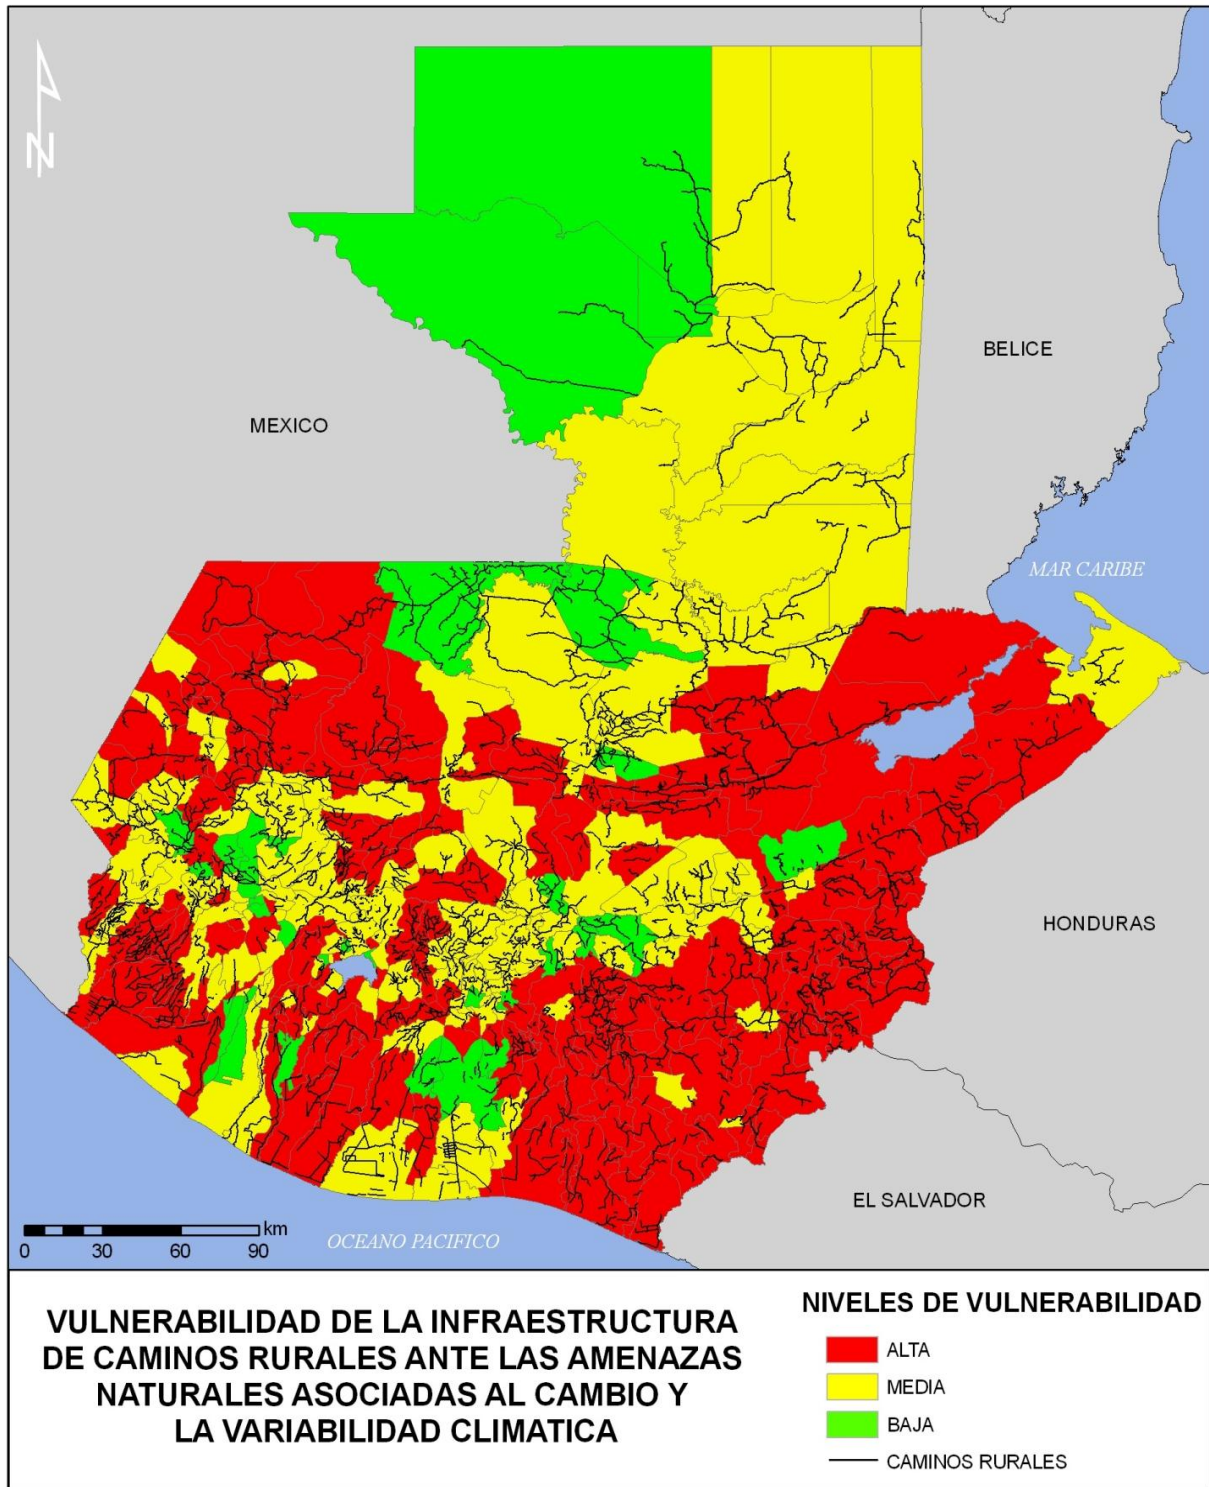 N
BELICE
MEXICO
MAR CARIBE
HONDURAS
EL SALVADOR
km
0 30 60 90
OCEANO PACIFICO
VULNERABILIDAD DE LA INFRAESTRUCTURA
DE CAMINOS RURALES ANTE LAS AMENAZAS
NATURALES ASOCIADAS AL CAMBIO Y
LA VARIABILIDAD CLIMATICA
NIVELES DE VULNERABILIDAD
ALTA
MEDIA
BAJA
CAMINOS RURALES